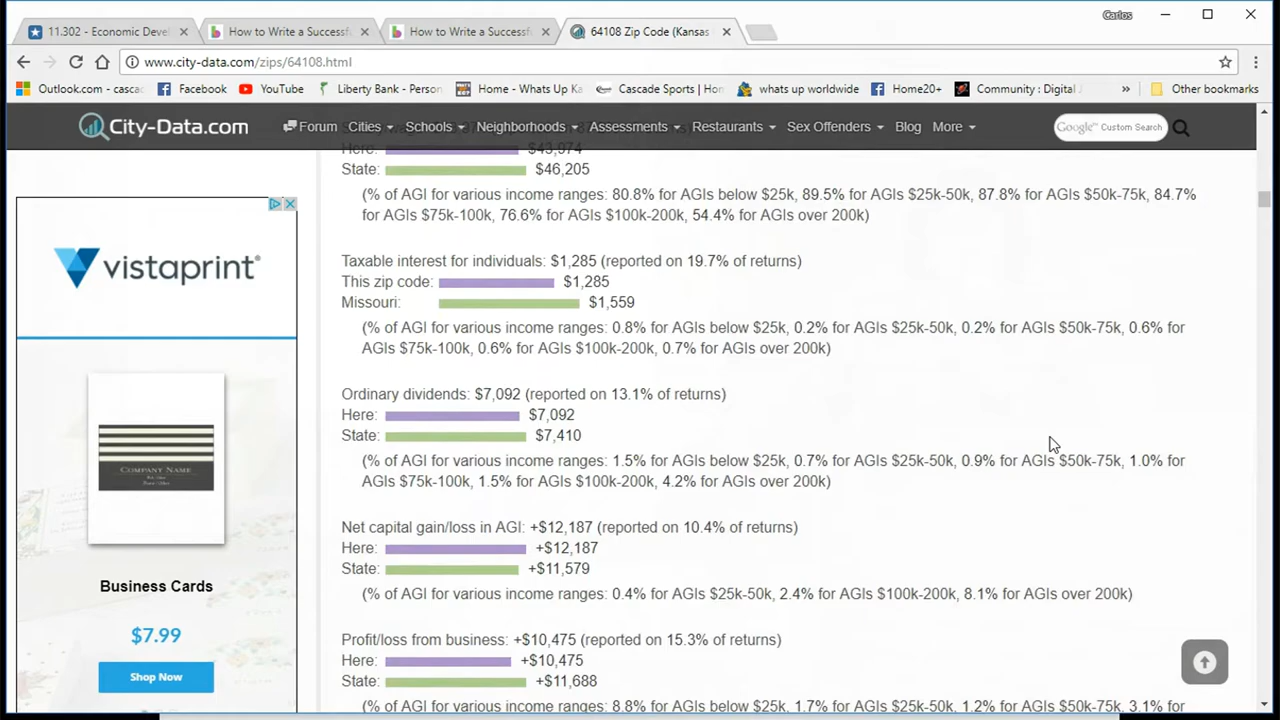 Carlos
11.302 - Economic Devel
How to Write a Successf
How to Write a Successf
64108 Zip Code (Kansas
www.city-data.com/zips/64108.html
Outlook.com - casca
Facebook
YouTube
Liberty Bank - Person
Home - Whats Up Ka
Cascade Sports | Hom
whats up worldwide
Home20+
Community : Digital J
»
Other bookmarks
City-Data.com
Forum
Cities
Schools
Neighborhoods
Assessments
Restaurants
Sex Offenders
Blog
More
Google Custom Search
Here: $43,974
State: $46,205
(% of AGI for various income ranges: 80.8% for AGIs below $25k, 89.5% for AGIs $25k-50k, 87.8% for AGIs $50k-75k, 84.7%
for AGIs $75k-100k, 76.6% for AGIs $100k-200k, 54.4% for AGIs over 200k)
Taxable interest for individuals: $1,285 (reported on 19.7% of returns)
This zip code: $1,285
Missouri: $1,559
(% of AGI for various income ranges: 0.8% for AGIs below $25k, 0.2% for AGIs $25k-50k, 0.2% for AGIs $50k-75k, 0.6% for
AGIs $75k-100k, 0.6% for AGIs $100k-200k, 0.7% for AGIs over 200k)
Ordinary dividends: $7,092 (reported on 13.1% of returns)
Here: $7,092
State: $7,410
(% of AGI for various income ranges: 1.5% for AGIs below $25k, 0.7% for AGIs $25k-50k, 0.9% for AGIs $50k-75k, 1.0% for
AGIs $75k-100k, 1.5% for AGIs $100k-200k, 4.2% for AGIs over 200k)
Net capital gain/loss in AGI: +$12,187 (reported on 10.4% of returns)
Here: +$12,187
State: +$11,579
(% of AGI for various income ranges: 0.4% for AGIs $25k-50k, 2.4% for AGIs $100k-200k, 8.1% for AGIs over 200k)
Profit/loss from business: +$10,475 (reported on 15.3% of returns)
Here: +$10,475
State: +$11,688
(% of AGI for various income ranges: 8.8% for AGIs below $25k, 1.7% for AGIs $25k-50k, 1.2% for AGIs $50k-75k, 3.1% for
vistaprint
COMPANY NAME
Business Cards
$7.99
Shop Now